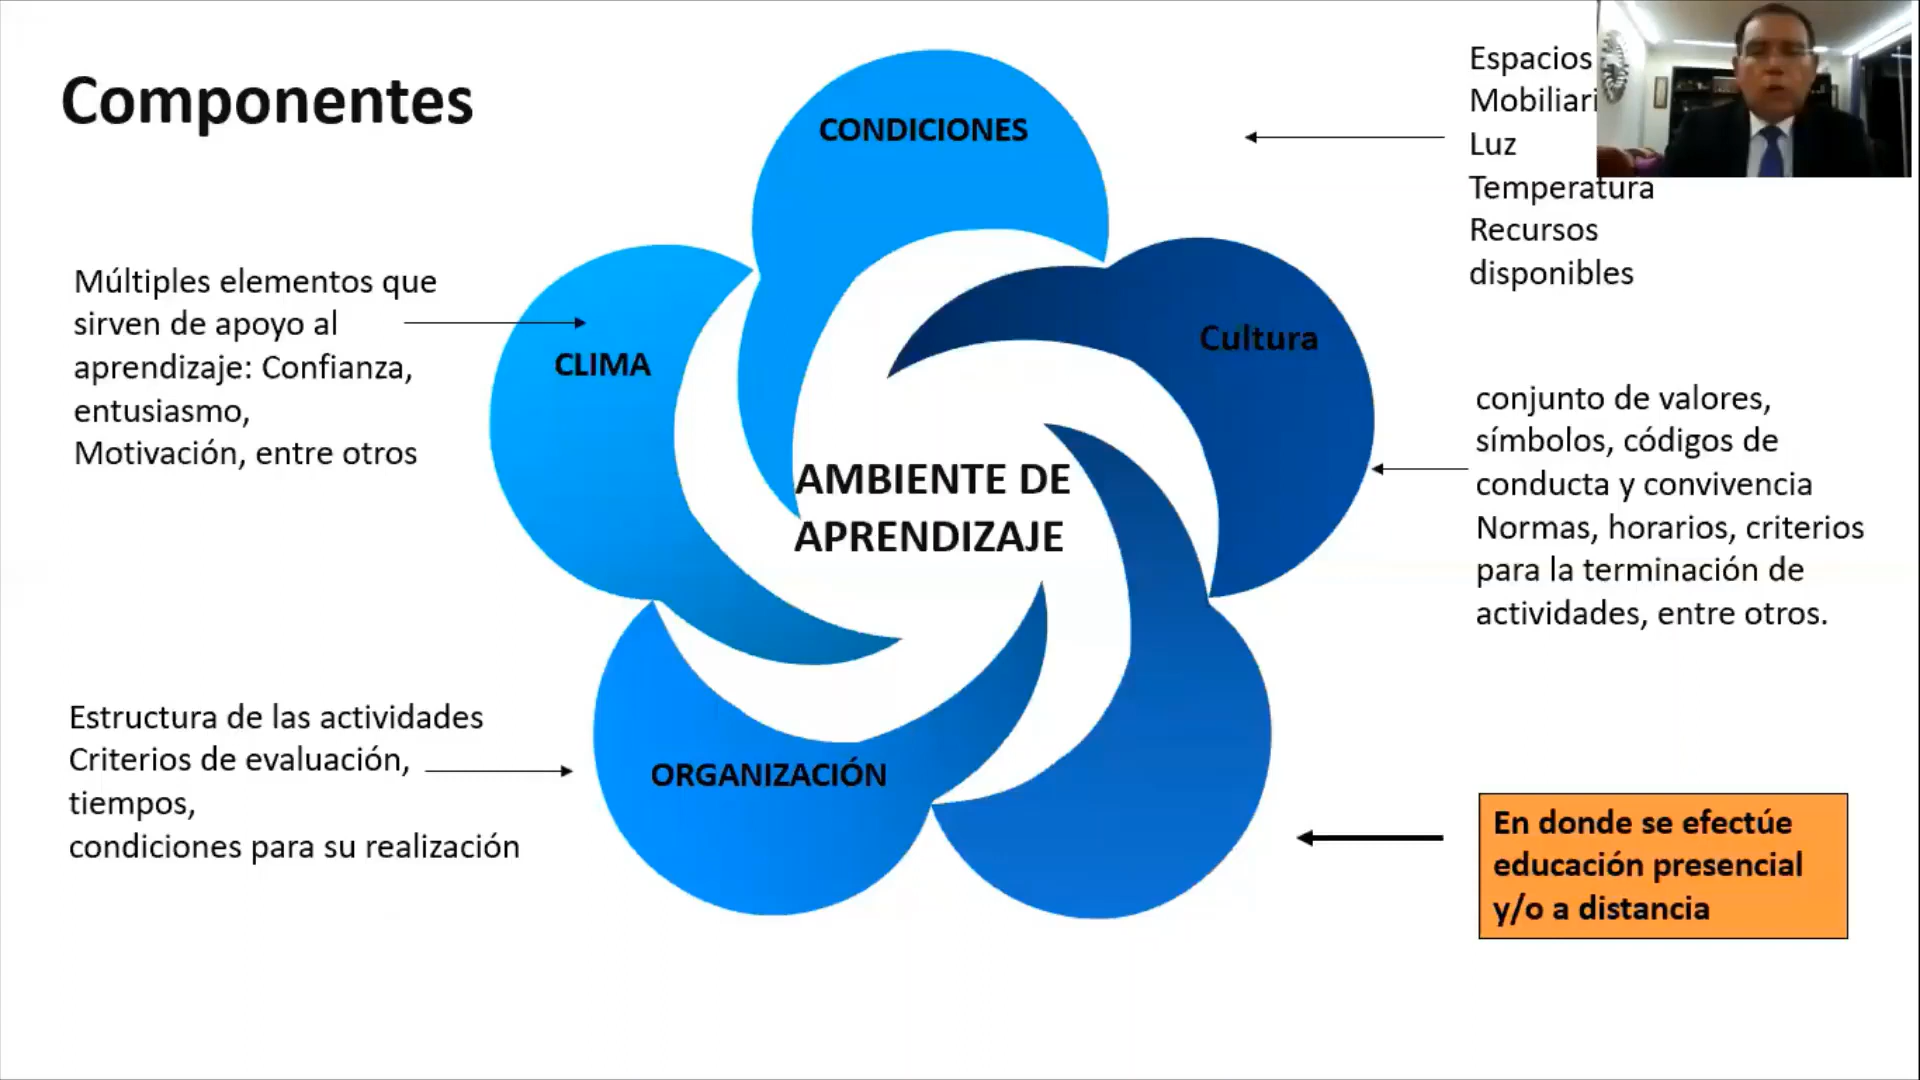 Componentes
CONDICIONES
Espacios
Mobiliari
Luz
Temperatura
Recursos
disponibles
Múltiples elementos que
sirven de apoyo al
aprendizaje: Confianza,
entusiasmo,
Motivación, entre otros
CLIMA
Cultura
conjunto de valores,
símbolos, códigos de
conducta y convivencia
Normas, horarios, criterios
para la terminación de
actividades, entre otros.
AMBIENTE DE
APRENDIZAJE
Estructura de las actividades
Criterios de evaluación,
tiempos,
condiciones para su realización
ORGANIZACIÓN
En donde se efectúe
educación presencial
y/o a distancia